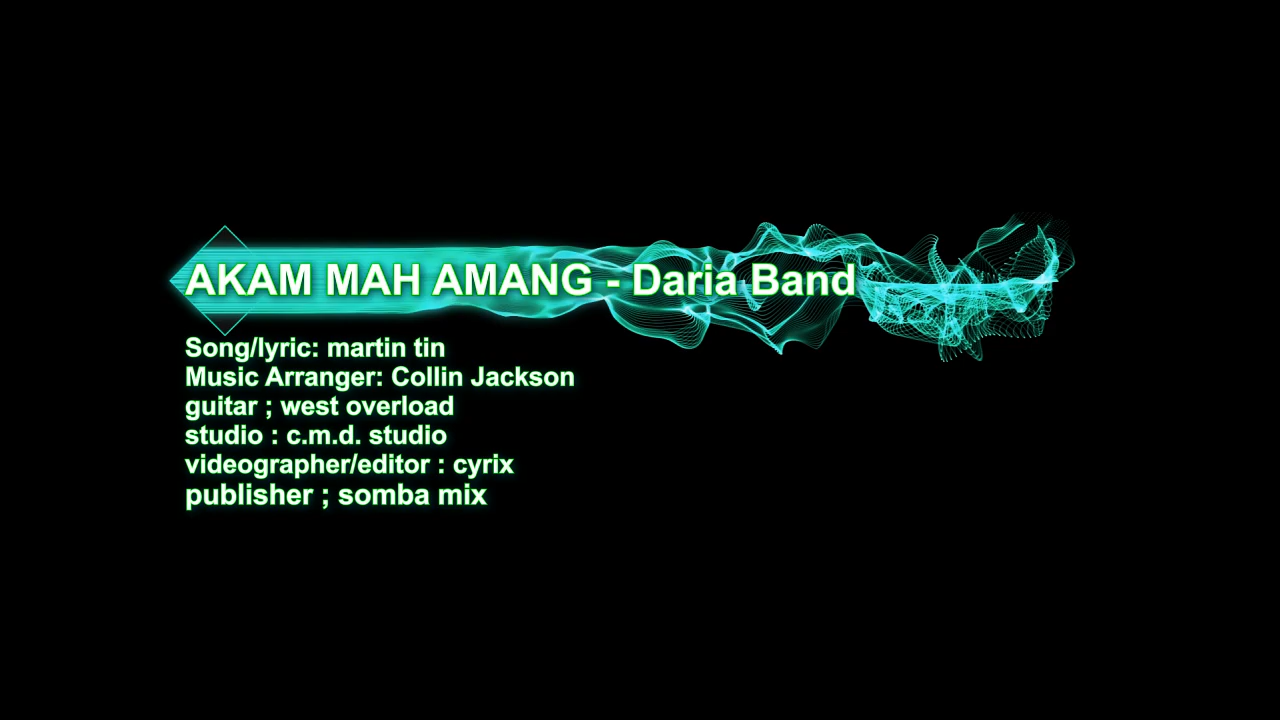 AKAM MAH AMANG - Daria Band
Song/lyric: martin tin
Music Arranger: Collin Jackson
guitar ; west overload
studio : c.m.d. studio
videographer/editor : cyrix
publisher ; somba mix